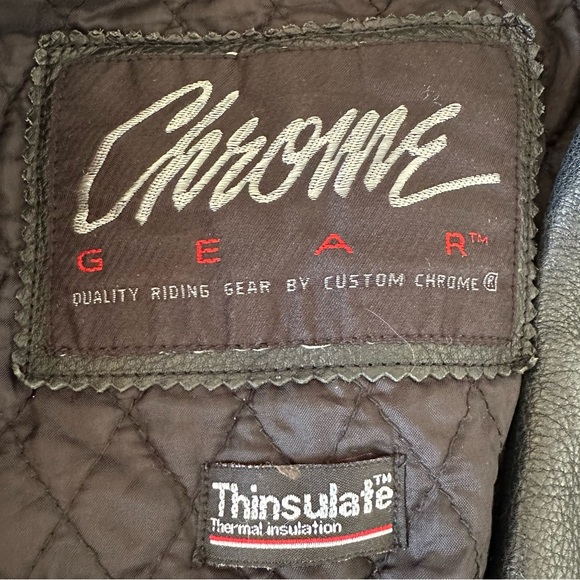 Chrome
GEAR™
QUALITY RIDING GEAR BY CUSTOM CHROME®
Thinsulate™
Thermal insulation